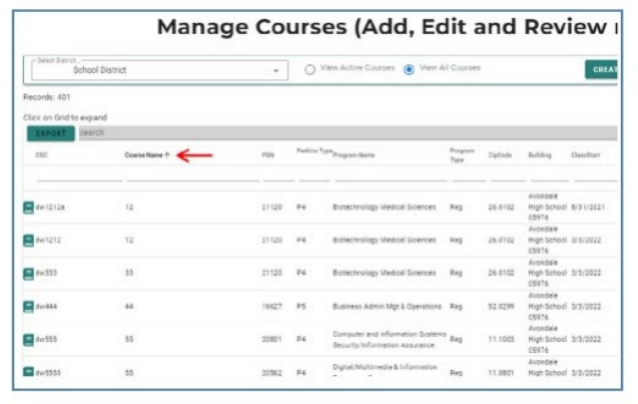 Manage Courses (Add, Edit and Review
Select District...
School District
View Active Courses
View All Courses
CREAT
Records: 401
Click on Grid to expand
EXPORT search
CSC Course Name ↑ PSN Position Type Program Name Program Type CipCode Building ClassStart
dw1212a 12 21120 P4 Biotechnology Medical Sciences Reg 26.0102 Avondale High School 05976 8/31/2021
dw1212 12 21120 P4 Biotechnology Medical Sciences Reg 26.0102 Avondale High School 05976 3/3/2022
dw333 33 21120 P4 Biotechnology Medical Sciences Reg 26.0102 Avondale High School 05976 3/3/2022
dw444 44 16627 P5 Business Admin Mgt & Operations Reg 52.0299 Avondale High School 05976 3/3/2022
dw555 55 20801 P4 Computer and Information Systems Security/Information Assurance Reg 11.1003 Avondale High School 05976 3/3/2022
dw5555 55 20562 P4 Digital/Multimedia & Information Reg 11.0801 Avondale High School 3/3/2022